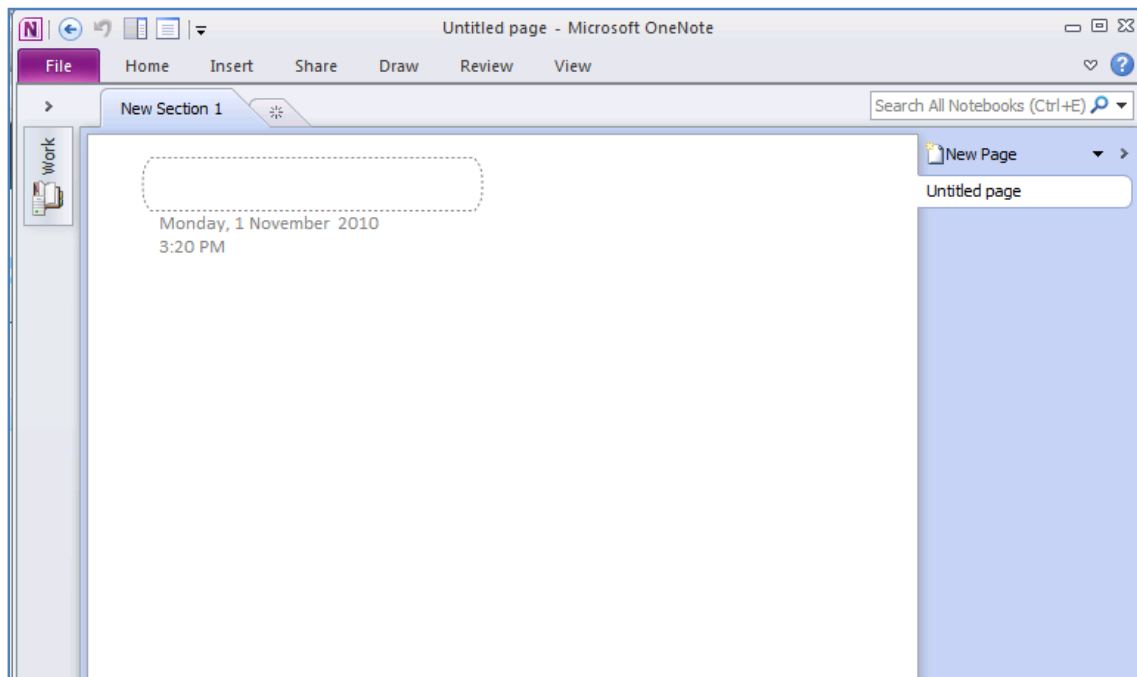 Untitled page - Microsoft OneNote
File Home Insert Share Draw Review View
New Section 1
Search All Notebooks (Ctrl+E)
Work
New Page
Untitled page
Monday, 1 November 2010
3:20 PM